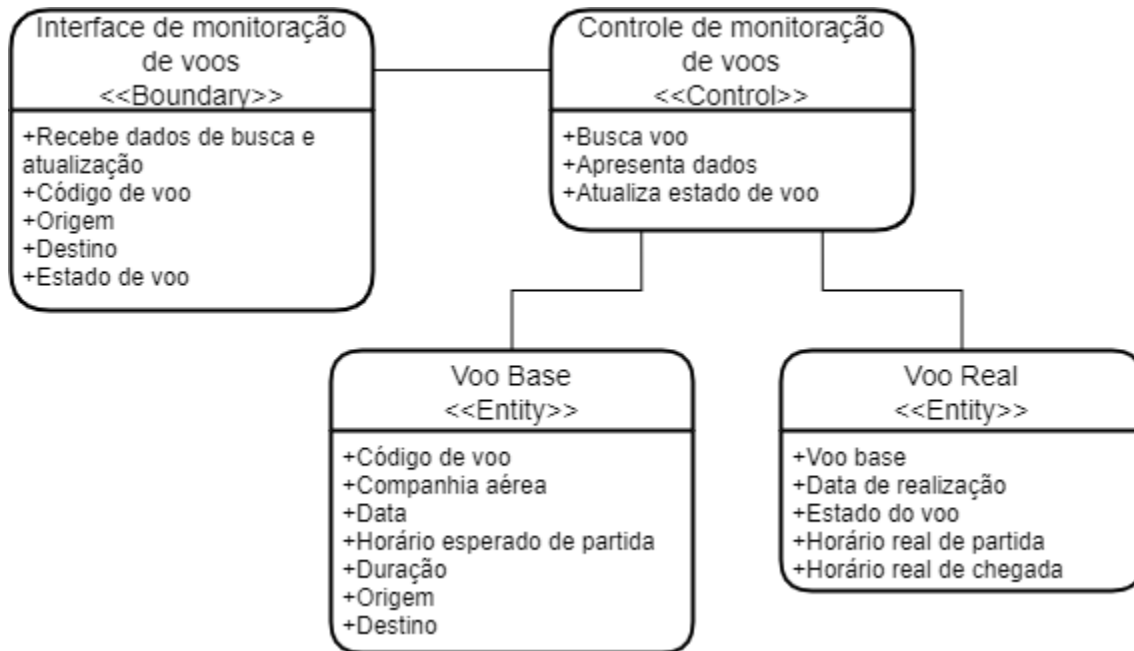 Interface de monitoração
de voos
<<Boundary>>
+Recebe dados de busca e
atualização
+Código de voo
+Origem
+Destino
+Estado de voo
Controle de monitoração
de voos
<<Control>>
+Busca voo
+Apresenta dados
+Atualiza estado de voo
Voo Base
<<Entity>>
+Código de voo
+Companhia aérea
+Data
+Horário esperado de partida
+Duração
+Origem
+Destino
Voo Real
<<Entity>>
+Voo base
+Data de realização
+Estado do voo
+Horário real de partida
+Horário real de chegada